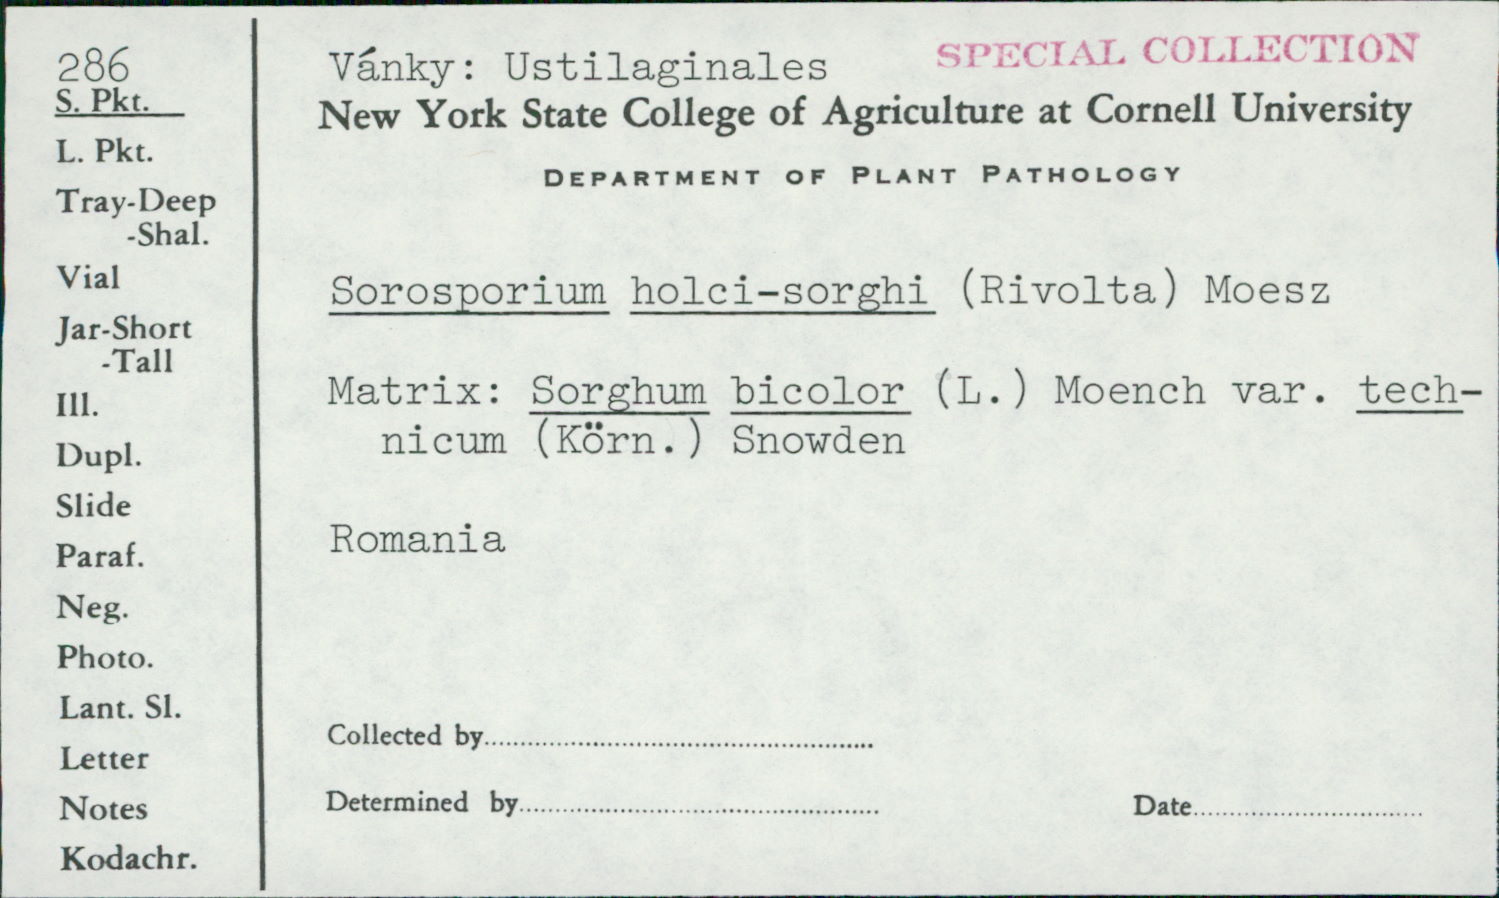 286
S. Pkt.
L. Pkt.
Tray-Deep
-Shal.
Vial
Jar-Short
-Tall
Ill.
Dupl.
Slide
Paraf.
Neg.
Photo.
Lant. Sl.
Letter
Notes
Kodachr.
Vánky: Ustilaginales
SPECIAL COLLECTION
New York State College of Agriculture at Cornell University
DEPARTMENT OF PLANT PATHOLOGY
Sorosporium holci-sorghi (Rivolta) Moesz
Matrix: Sorghum bicolor (L.) Moench var. tech-
nicum (Körn.) Snowden
Romania
Collected by
Determined by
Date